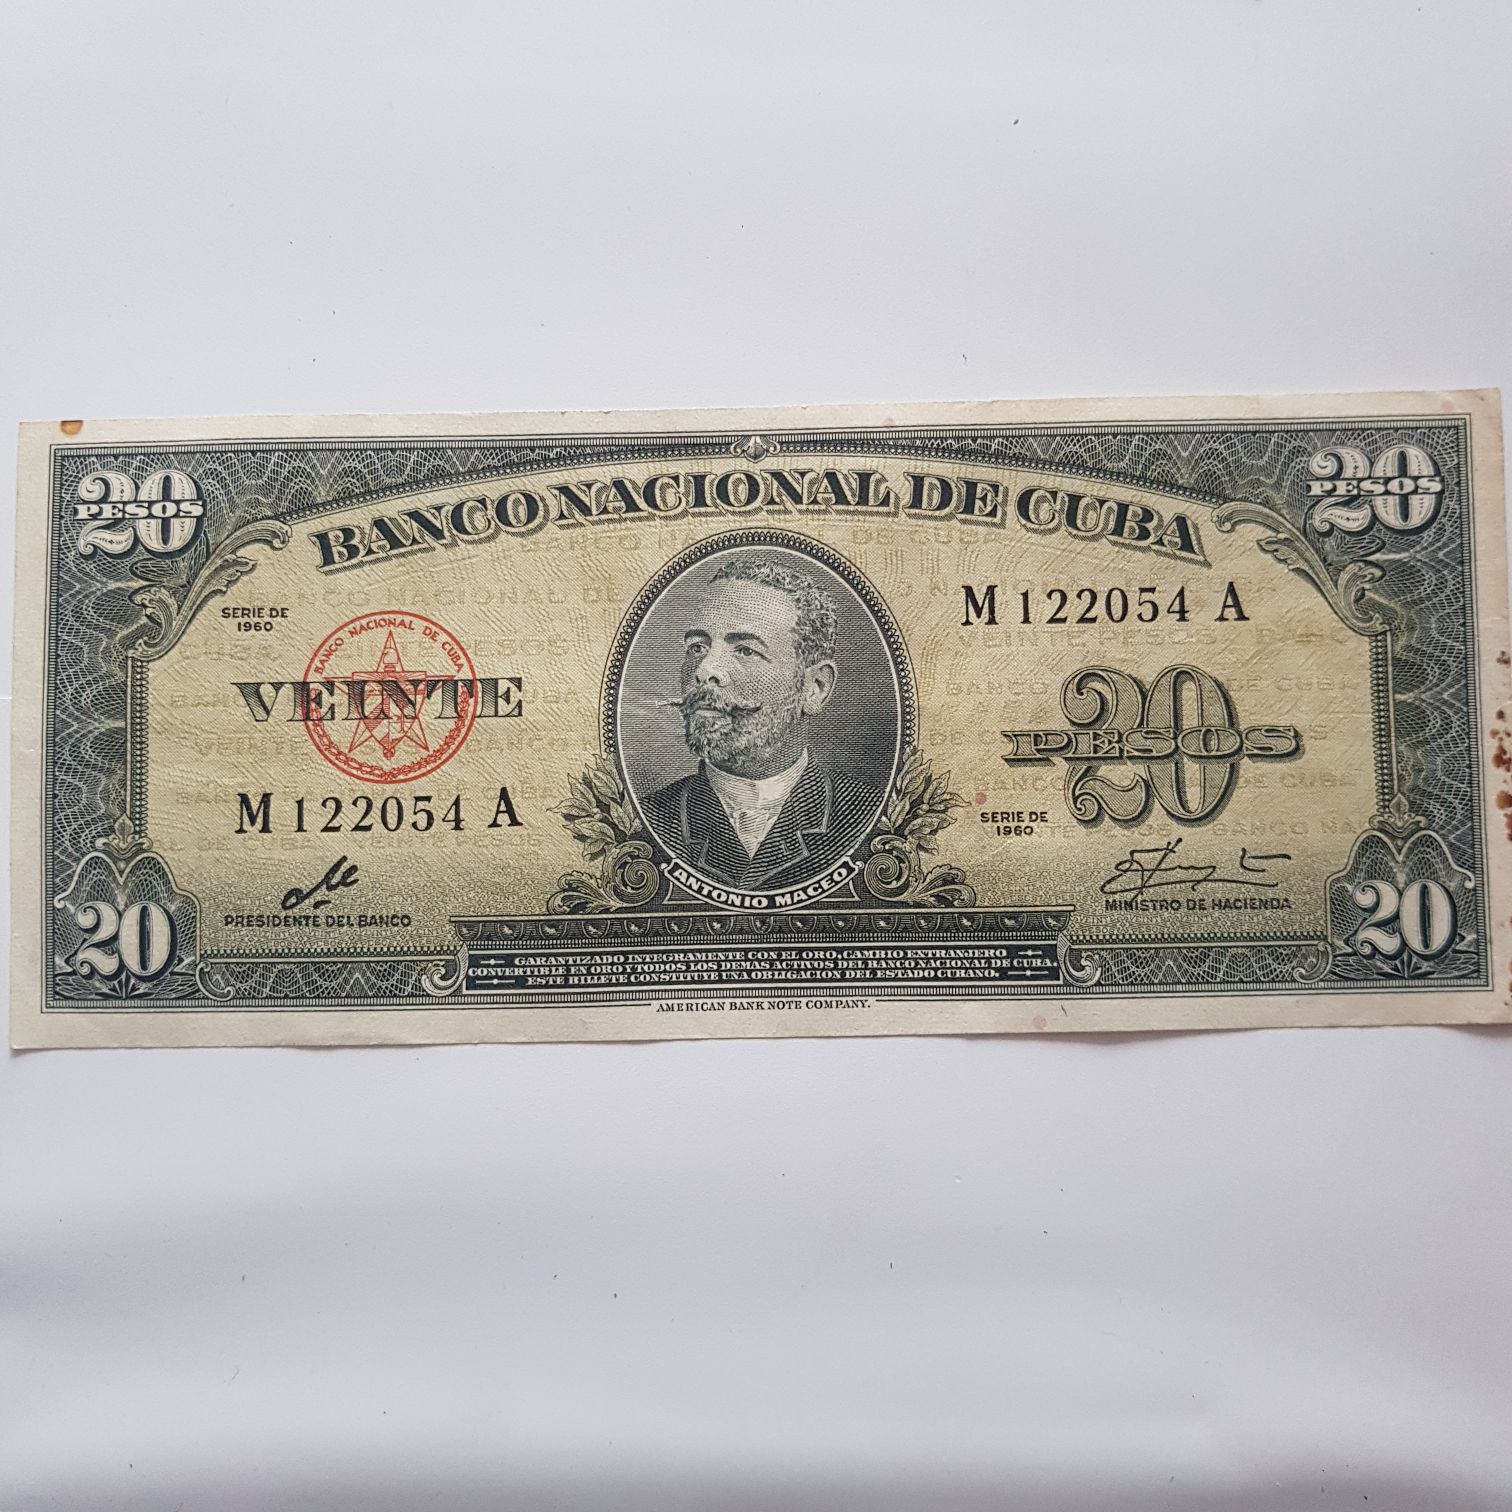 20
PESOS
20
PESOS
BANCO NACIONAL DE CUBA
SERIE DE
1960
BANCO NACIONAL DE CUBA
VEINTE
M 122054 A
M 122054 A
20
PESOS
SERIE DE
1960
ANTONIO MACEO
Che
PRESIDENTE DEL BANCO
MINISTRO DE HACIENDA
20
20
GARANTIZADO INTEGRAMENTE CON EL ORO, CAMBIO EXTRANJERO
CONVERTIBLE EN ORO Y TODOS LOS DEMAS ACTIVOS DEL BANCO NACIONAL DE CUBA.
ESTE BILLETE CONSTITUYE UNA OBLIGACION DEL ESTADO CUBANO.
AMERICAN BANK NOTE COMPANY.